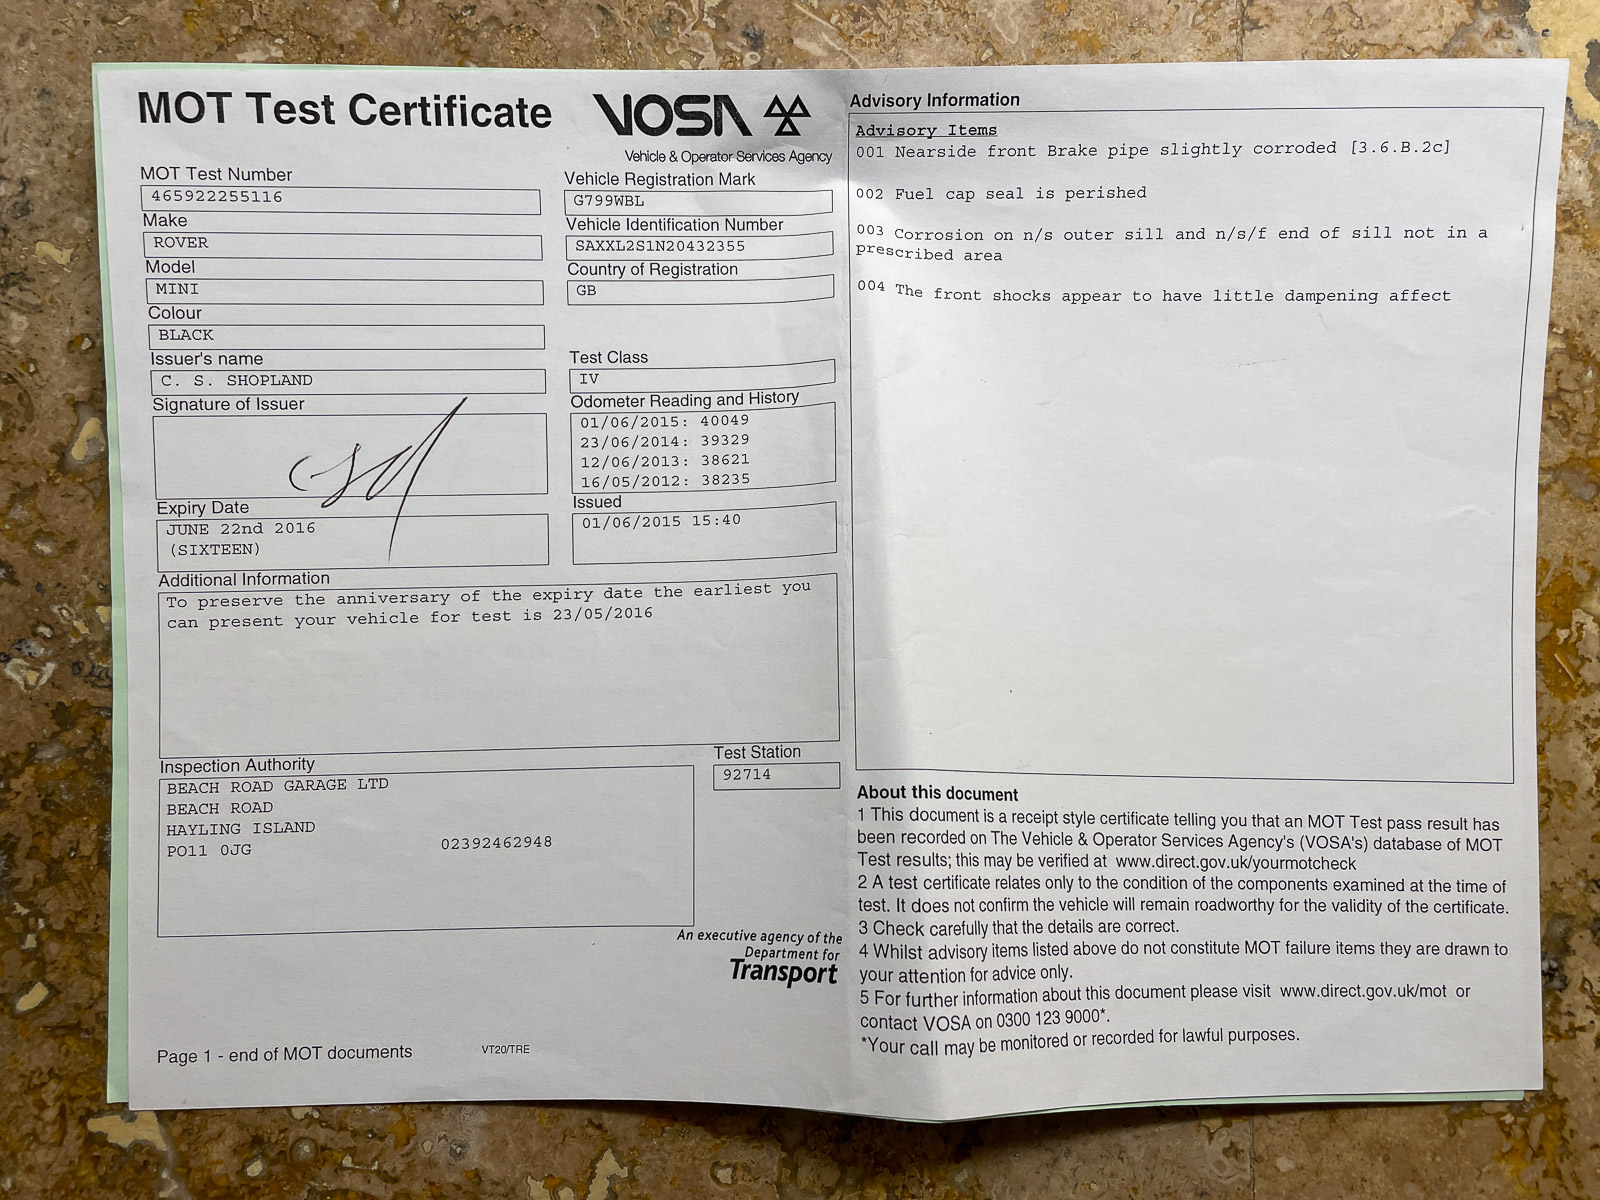 MOT Test Certificate
VOSA
Vehicle & Operator Services Agency
MOT Test Number
465922255116
Make
ROVER
Model
MINI
Colour
BLACK
Issuer's name
C. S. SHOPLAND
Signature of Issuer
Expiry Date
JUNE 22nd 2016
(SIXTEEN)
Vehicle Registration Mark
G799WBL
Vehicle Identification Number
SAXXL2S1N20432355
Country of Registration
GB
Test Class
IV
Odometer Reading and History
01/06/2015: 40049
23/06/2014: 39329
12/06/2013: 38621
16/05/2012: 38235
Issued
01/06/2015 15:40
Additional Information
To preserve the anniversary of the expiry date the earliest you
can present your vehicle for test is 23/05/2016
Inspection Authority
BEACH ROAD GARAGE LTD
BEACH ROAD
HAYLING ISLAND
PO11 0JG 02392462948
Test Station
92714
An executive agency of the
Department for
Transport
Page 1 - end of MOT documents VT20/TRE
Advisory Information
Advisory Items
001 Nearside front Brake pipe slightly corroded [3.6.B.2c]
002 Fuel cap seal is perished
003 Corrosion on n/s outer sill and n/s/f end of sill not in a
prescribed area
004 The front shocks appear to have little dampening affect
About this document
1 This document is a receipt style certificate telling you that an MOT Test pass result has
been recorded on The Vehicle & Operator Services Agency's (VOSA's) database of MOT
Test results; this may be verified at www.direct.gov.uk/yourmotcheck
2 A test certificate relates only to the condition of the components examined at the time of
test. It does not confirm the vehicle will remain roadworthy for the validity of the certificate.
3 Check carefully that the details are correct.
4 Whilst advisory items listed above do not constitute MOT failure items they are drawn to
your attention for advice only.
5 For further information about this document please visit www.direct.gov.uk/mot or
contact VOSA on 0300 123 9000*.
*Your call may be monitored or recorded for lawful purposes.